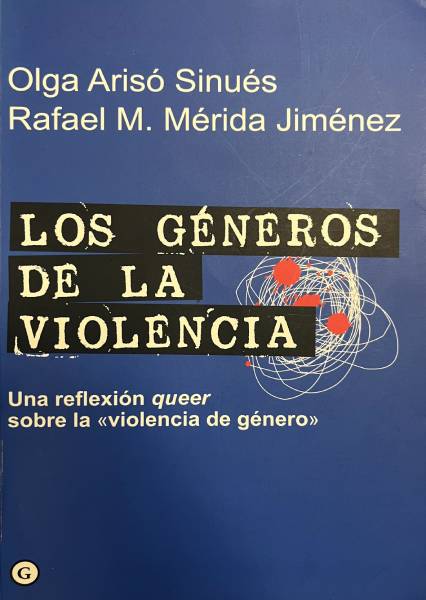 Olga Arisó Sinués
Rafael M. Mérida Jiménez
LOS GÉNEROS
DE LA
VIOLENCIA
Una reflexión queer
sobre la «violencia de género»
G